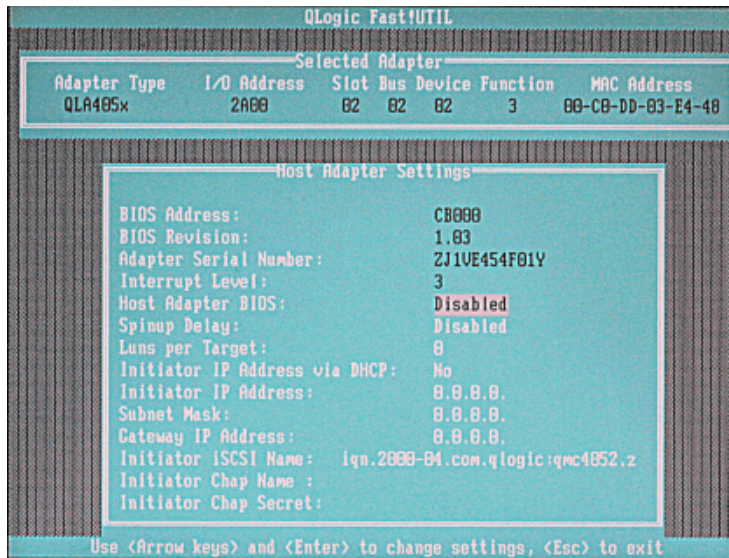 QLogic Fast!UTIL
Selected Adapter
Adapter Type I/O Address Slot Bus Device Function MAC Address
QLA405x 2A00 02 02 02 3 00-C0-DD-03-E4-40
Host Adapter Settings
BIOS Address: CB000
BIOS Revision: 1.03
Adapter Serial Number: ZJ1VE454F01Y
Interrupt Level: 3
Host Adapter BIOS: Disabled
Spinup Delay: Disabled
Luns per Target: 0
Initiator IP Address via DHCP: No
Initiator IP Address: 0.0.0.0.
Subnet Mask: 0.0.0.0.
Gateway IP Address: 0.0.0.0.
Initiator iSCSI Name: iqn.2000-04.com.qlogic:qmc4052.z
Initiator Chap Name :
Initiator Chap Secret:
Use <Arrow keys> and <Enter> to change settings, <Esc> to exit